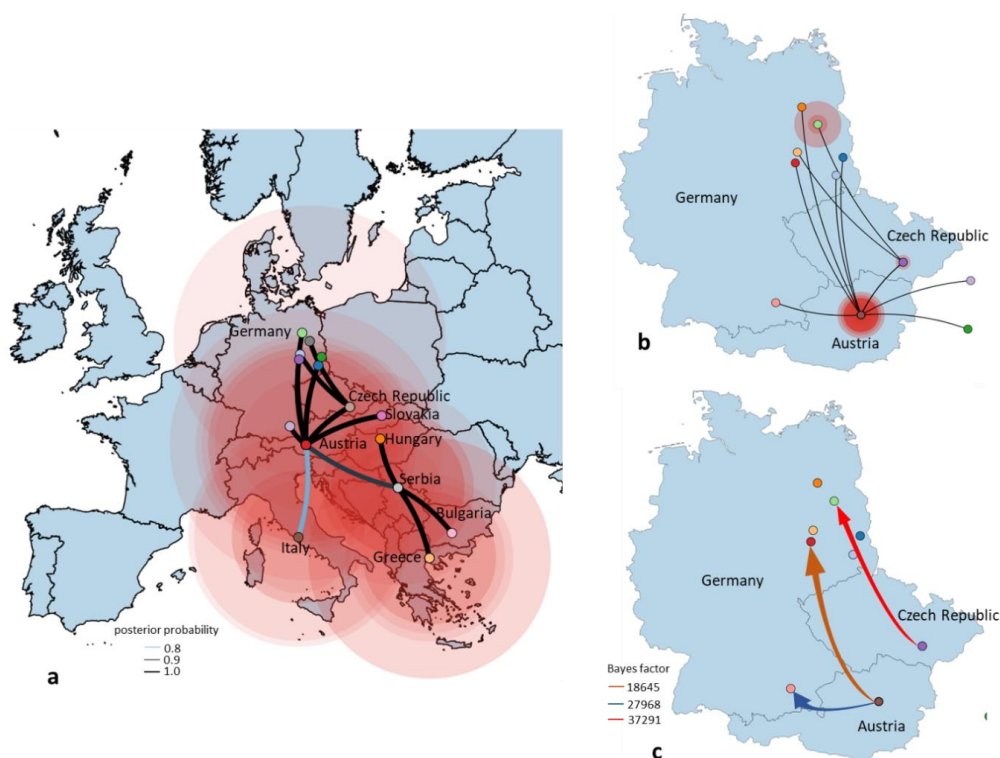 Germany
Czech Republic
Slovakia
Austria
Hungary
Serbia
Bulgaria
Italy
Greece
posterior probability
0.8
0.9
1.0
a
Germany
Czech Republic
Austria
b
Germany
Czech Republic
Bayes factor
18645
27968
37291
Austria
c